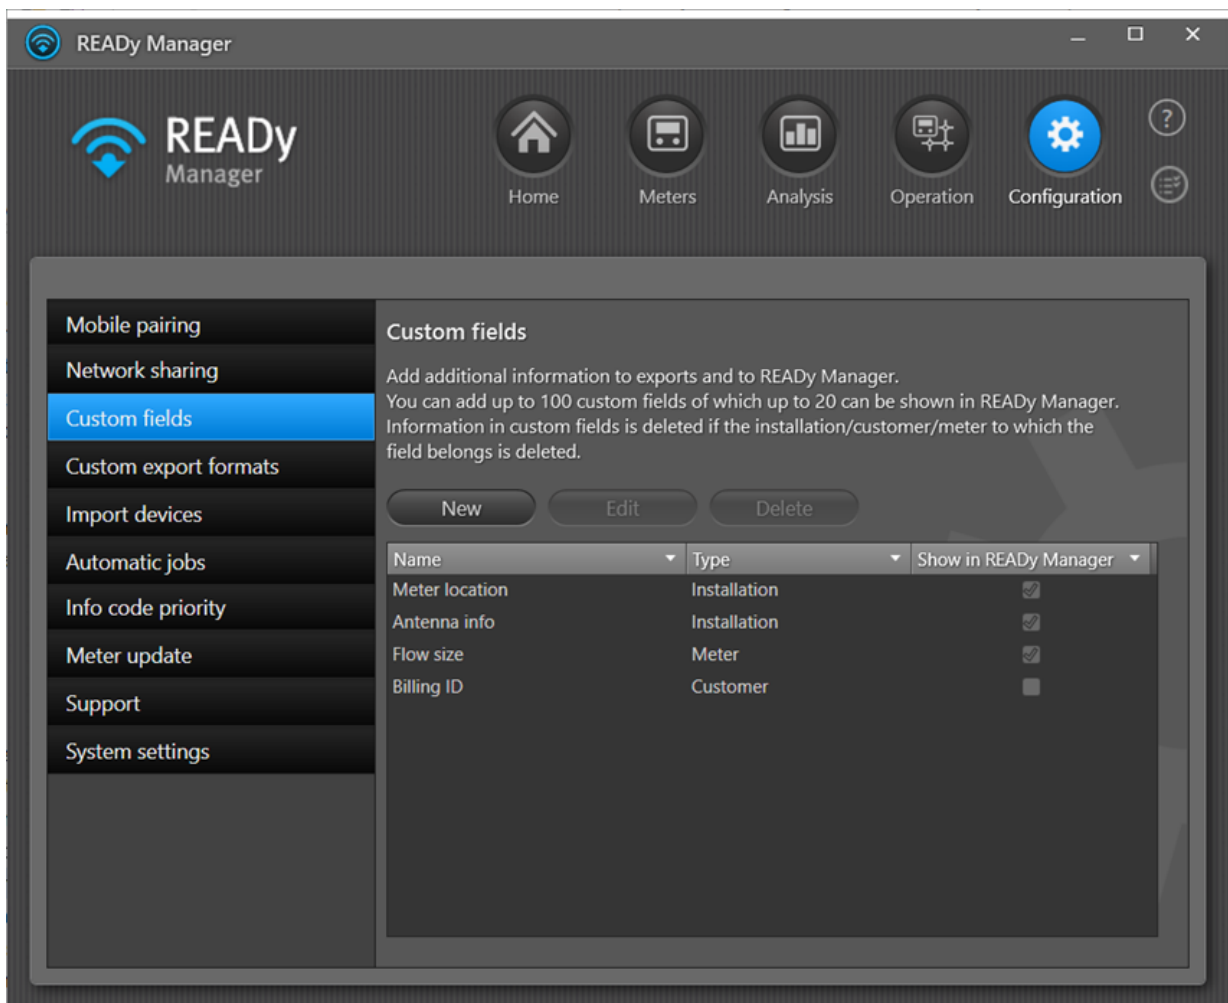 READy Manager
READy
Manager
Home
Meters
Analysis
Operation
Configuration
?
Mobile pairing
Network sharing
Custom fields
Custom export formats
Import devices
Automatic jobs
Info code priority
Meter update
Support
System settings
Custom fields
Add additional information to exports and to READy Manager.
You can add up to 100 custom fields of which up to 20 can be shown in READy Manager.
Information in custom fields is deleted if the installation/customer/meter to which the
field belongs is deleted.
New Edit Delete
Name Type Show in READy Manager
Meter location Installation
Antenna info Installation
Flow size Meter
Billing ID Customer